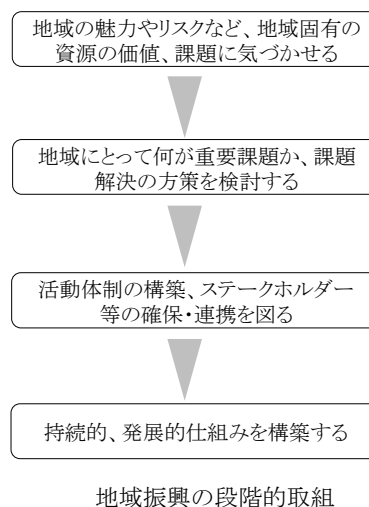 地域の魅力やリスクなど、地域固有の
資源の価値、課題に気づかせる
地域にとって何が重要課題か、課題
解決の方策を検討する
活動体制の構築、ステークホルダー
等の確保・連携を図る
持続的、発展的仕組みを構築する
地域振興の段階的取組